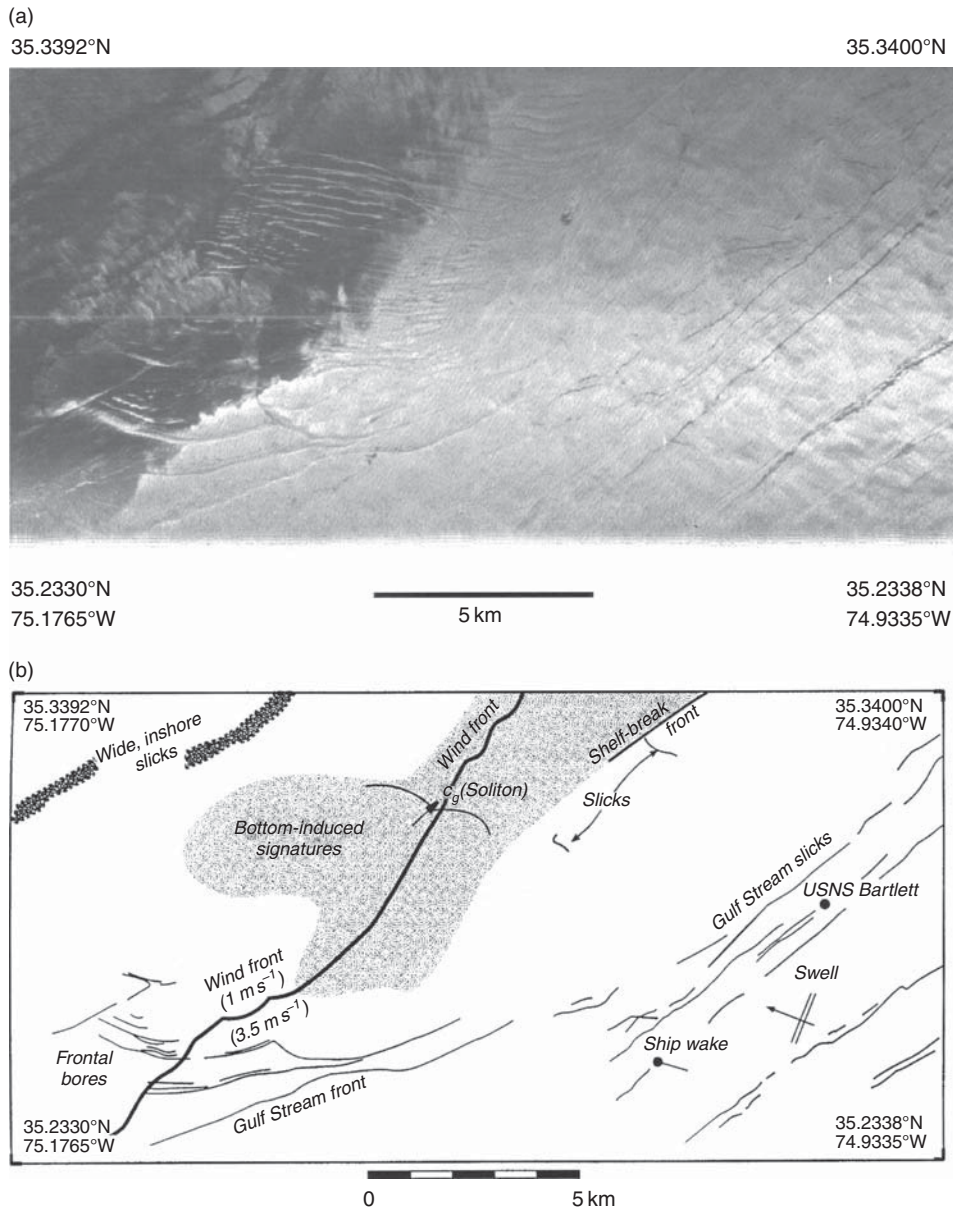 (a)
35.3392°N
35.3400°N
35.2330°N
75.1765°W
5 km
35.2338°N
74.9335°W
(b)
35.3392°N
75.1770°W
Wide, inshore
slicks
Wind front
Shelf-break
front
35.3400°N
74.9340°W
c_g(Soliton)
Slicks
Bottom-induced
signatures
Gulf Stream slicks
USNS Bartlett
Wind front
(1 m s⁻¹)
(3.5 m s⁻¹)
Swell
Frontal
bores
Ship wake
Gulf Stream front
35.2330°N
75.1765°W
35.2338°N
74.9335°W
0
5 km